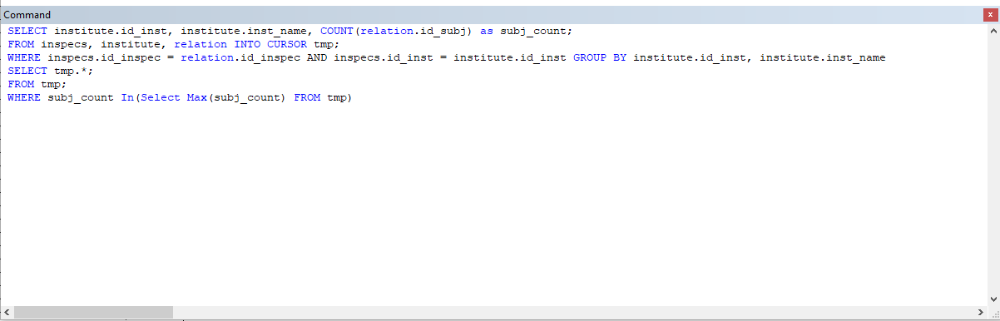 Command
SELECT institute.id_inst, institute.inst_name, COUNT(relation.id_subj) as subj_count;
FROM inspecs, institute, relation INTO CURSOR tmp;
WHERE inspecs.id_inspec = relation.id_inspec AND inspecs.id_inst = institute.id_inst GROUP BY institute.id_inst, institute.inst_name
SELECT tmp.*;
FROM tmp;
WHERE subj_count In(Select Max(subj_count) FROM tmp)